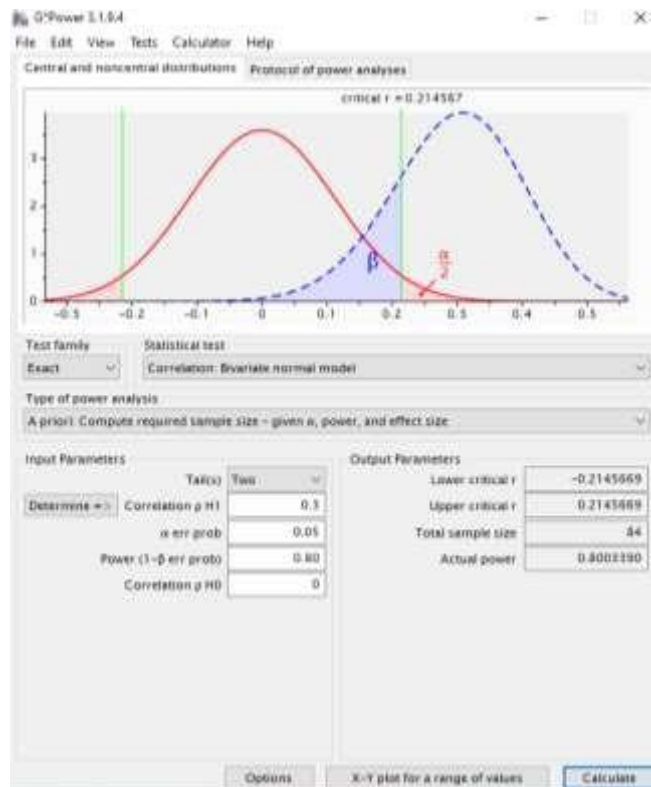 G*Power 3.1.9.4
File Edit View Tests Calculator Help
Central and noncentral distributions Protocol of power analyses
critical r = 0.214567
3
2
1
0
-0.3 -0.2 -0.1 0 0.1 0.2 0.3 0.4 0.5
β
α
2
Test family Statistical test
Exact Correlation: Bivariate normal model
Type of power analysis
A priori: Compute required sample size - given α, power, and effect size
Input Parameters Output Parameters
Tail(s) Two Lower critical r -0.2145669
Determine => Correlation ρ H1 0.3 Upper critical r 0.2145669
α err prob 0.05 Total sample size 84
Power (1-β err prob) 0.80 Actual power 0.8003390
Correlation ρ H0 0
Options X-Y plot for a range of values Calculate